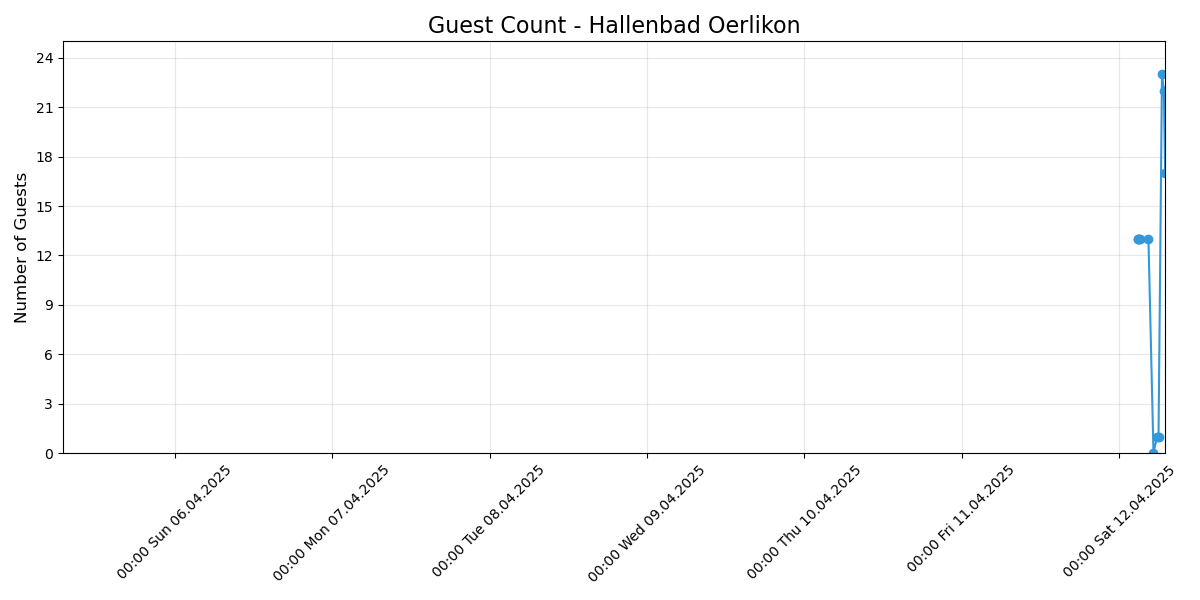 Guest Count - Hallenbad Oerlikon
Number of Guests
24
21
18
15
12
9
6
3
0
00:00 Sun 06.04.2025
00:00 Mon 07.04.2025
00:00 Tue 08.04.2025
00:00 Wed 09.04.2025
00:00 Thu 10.04.2025
00:00 Fri 11.04.2025
00:00 Sat 12.04.2025